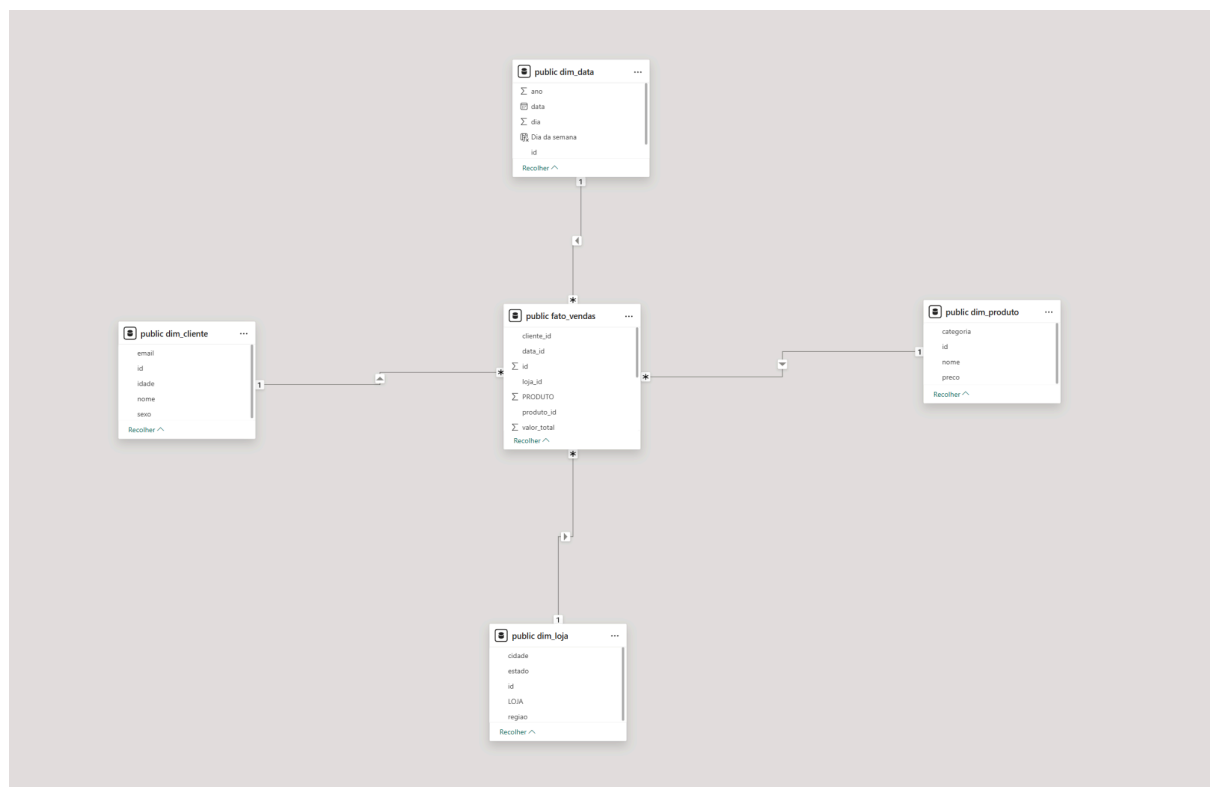 public dim_data ...
Σ ano
data
Σ dia
Dia da semana
id
Recolher
1
*
public dim_cliente ...
email
id
idade
nome
sexo
Recolher
1
*
public fato_vendas ...
cliente_id
data_id
Σ id
loja_id
Σ PRODUTO
produto_id
Σ valor_total
Recolher
*
*
public dim_produto ...
categoria
id
nome
preco
Recolher
1
1
public dim_loja ...
cidade
estado
id
LOJA
regiao
Recolher